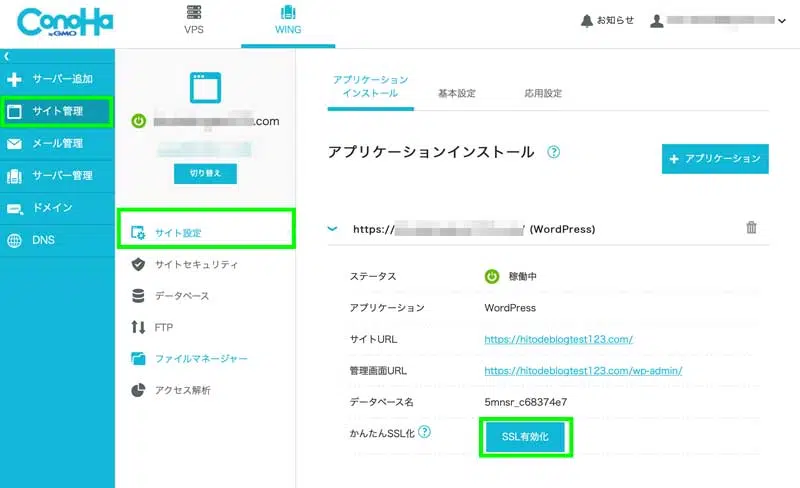 ConoHa
by GMO
VPS
WING
お知らせ
サーバー追加
サイト管理
メール管理
サーバー管理
ドメイン
DNS
.com
切り替え
サイト設定
サイトセキュリティ
データベース
FTP
ファイルマネージャー
アクセス解析
アプリケーション
インストール
基本設定
応用設定
アプリケーションインストール
?
+ アプリケーション
https:// / (WordPress)
ステータス
稼働中
アプリケーション
WordPress
サイトURL
https://hitodeblogtest123.com/
管理画面URL
https://hitodeblogtest123.com/wp-admin/
データベース名
5mnsr_c68374e7
かんたんSSL化 ?
SSL有効化